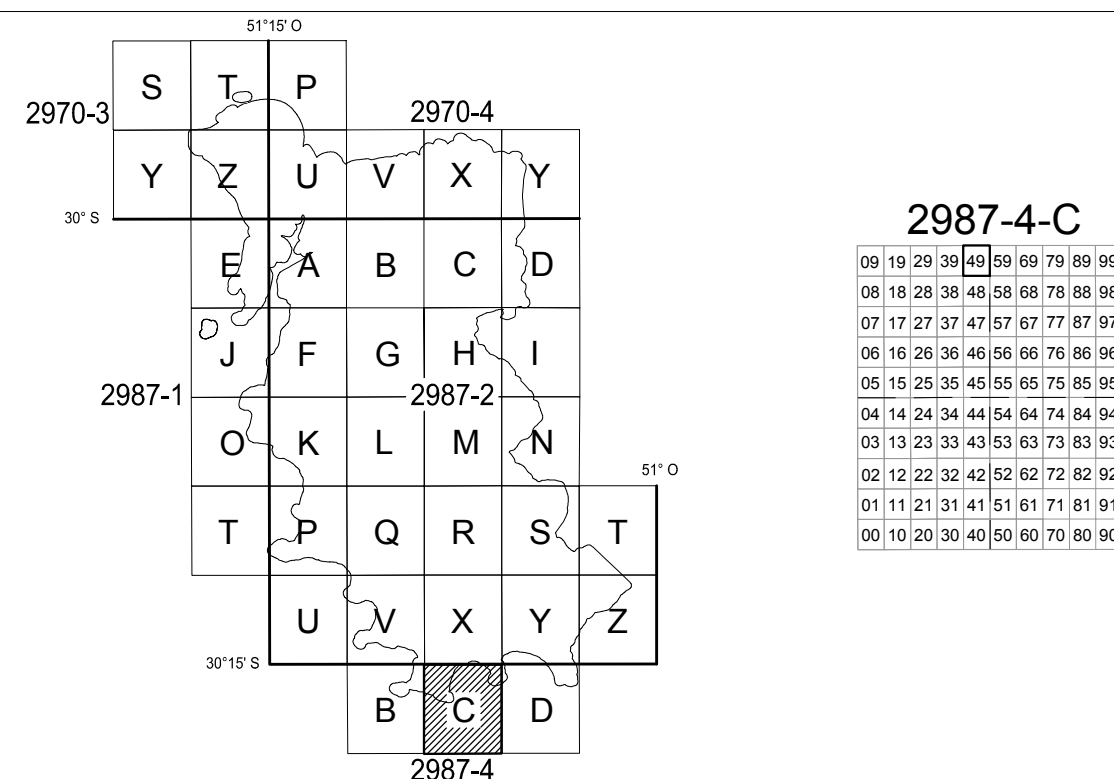 51°15' O
S T P
2970-3 2970-4
Y Z U V X Y
30° S
E A B C D
J F G H I
2987-1 2987-2
O K L M N
51° O
T P Q R S T
U V X Y Z
30°15' S
B C D
2987-4
2987-4-C
09 19 29 39 49 59 69 79 89 99
08 18 28 38 48 58 68 78 88 98
07 17 27 37 47 57 67 77 87 97
06 16 26 36 46 56 66 76 86 96
05 15 25 35 45 55 65 75 85 95
04 14 24 34 44 54 64 74 84 94
03 13 23 33 43 53 63 73 83 93
02 12 22 32 42 52 62 72 82 92
01 11 21 31 41 51 61 71 81 91
00 10 20 30 40 50 60 70 80 90